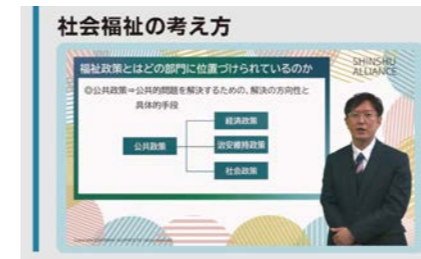 社会福祉の考え方
福祉政策とはどの部門に位置づけられているのか
SHINSHU
ALLIANCE
◎公共政策⇒公共的問題を解決するための、解決の方向性と
具体的手段
経済政策
公共政策
治安維持政策
社会政策